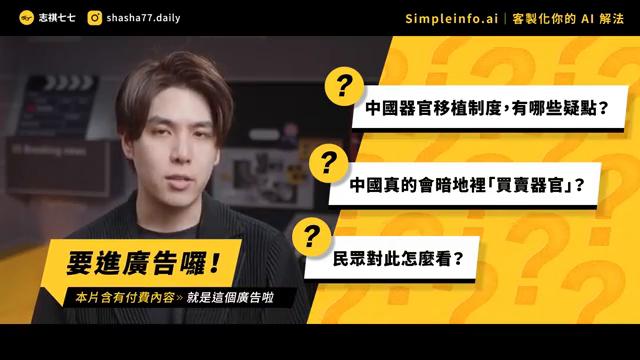 志祺七七
shasha77.daily
Simpleinfo.ai｜客製化你的 AI 解法
中國器官移植制度，有哪些疑點？
中國真的會暗地裡「買賣器官」？
民眾對此怎麼看？
要進廣告囉！
本片含有付費內容» 就是這個廣告啦